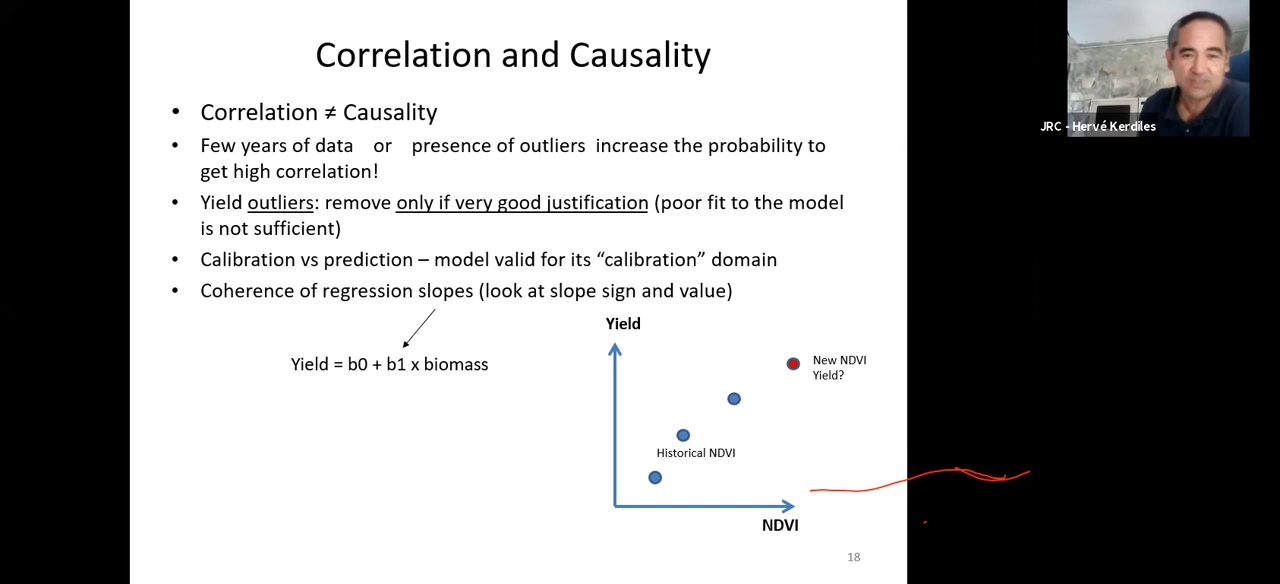 Correlation and Causality
• Correlation ≠ Causality
• Few years of data or presence of outliers increase the probability to
get high correlation!
• Yield outliers: remove only if very good justification (poor fit to the model
is not sufficient)
• Calibration vs prediction – model valid for its “calibration” domain
• Coherence of regression slopes (look at slope sign and value)
Yield = b0 + b1 x biomass
Yield
New NDVI
Yield?
Historical NDVI
NDVI
18
JRC - Hervé Kerdiles